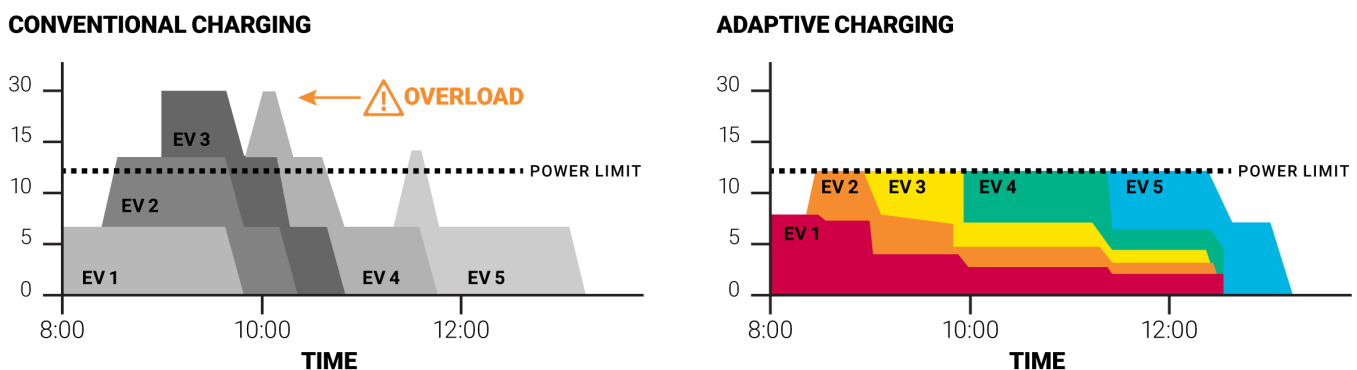 CONVENTIONAL CHARGING
30
15
10
5
0
EV 3
EV 2
EV 1
EV 4
EV 5
OVERLOAD
POWER LIMIT
8:00
10:00
12:00
TIME
ADAPTIVE CHARGING
30
15
10
5
0
EV 2
EV 3
EV 4
EV 5
EV 1
POWER LIMIT
8:00
10:00
12:00
TIME